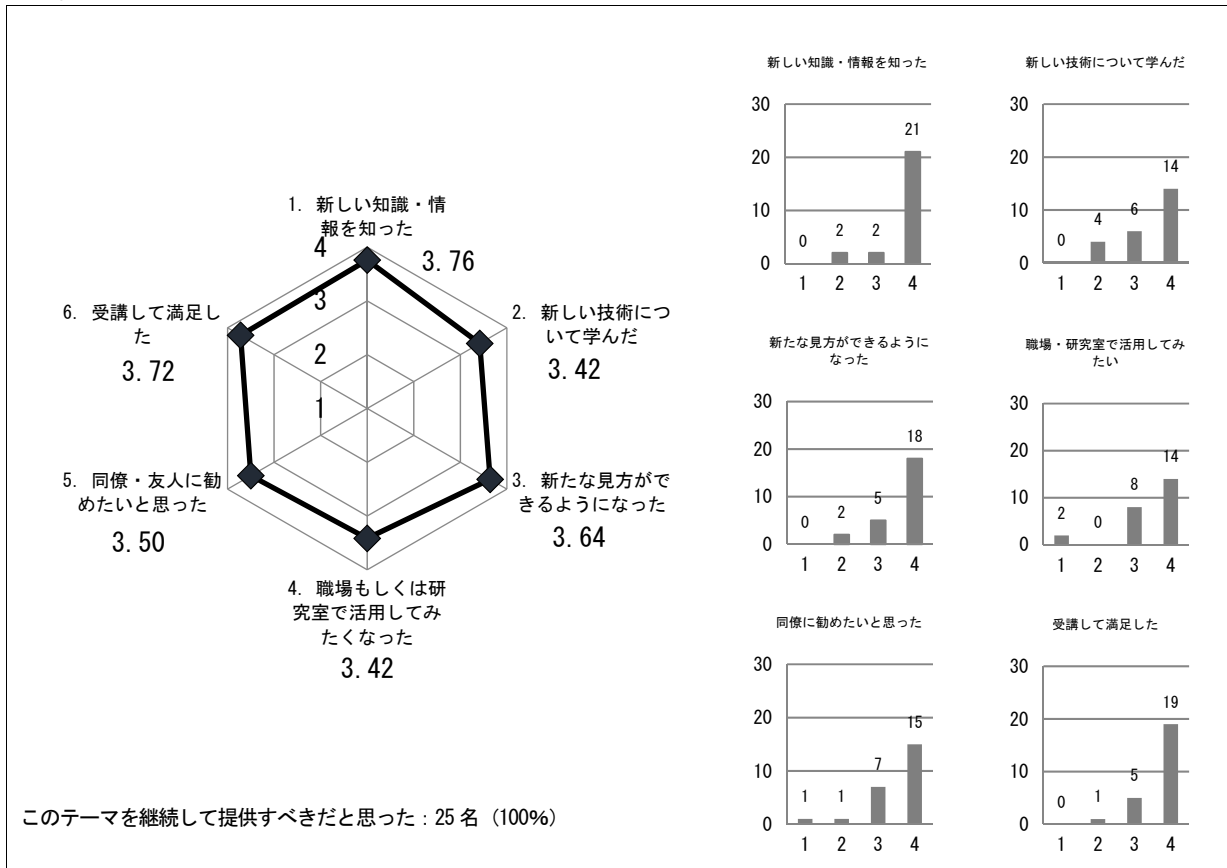 1. 新しい知識・情
報を知った
3.76
4
3
2
1
2. 新しい技術につ
いて学んだ
3.42
3. 新たな見方がで
きるようになった
3.64
4. 職場もしくは研
究室で活用してみ
たくなった
3.42
5. 同僚・友人に勧
めたいと思った
3.50
6. 受講して満足し
た
3.72
このテーマを継続して提供すべきだと思った：25名（100%）
新しい知識・情報を知った
30
20
10
0
0
2
2
21
1 2 3 4
新しい技術について学んだ
30
20
10
0
0
4
6
14
1 2 3 4
新たな見方ができるように
なった
30
20
10
0
0
2
5
18
1 2 3 4
職場・研究室で活用してみ
たい
30
20
10
0
2
0
8
14
1 2 3 4
同僚に勧めたいと思った
30
20
10
0
1
1
7
15
1 2 3 4
受講して満足した
30
20
10
0
0
1
5
19
1 2 3 4